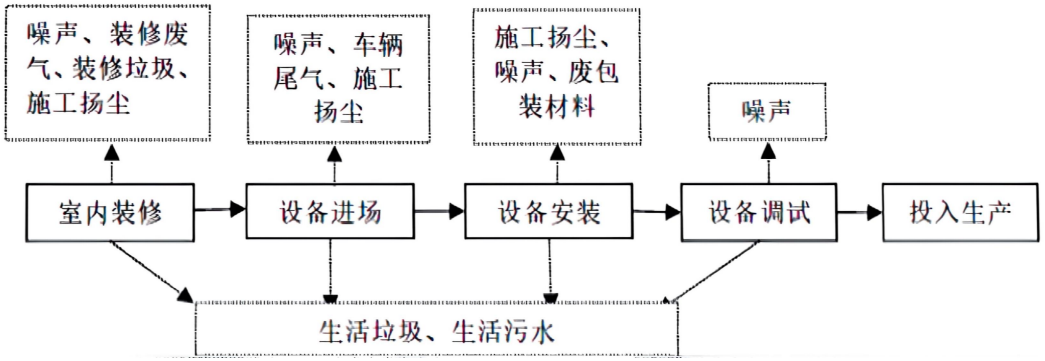 噪声、装修废
气、装修垃圾、
施工扬尘
噪声、车辆
尾气、施工
扬尘
施工扬尘、
噪声、废包
装材料
噪声
室内装修
设备进场
设备安装
设备调试
投入生产
生活垃圾、生活污水